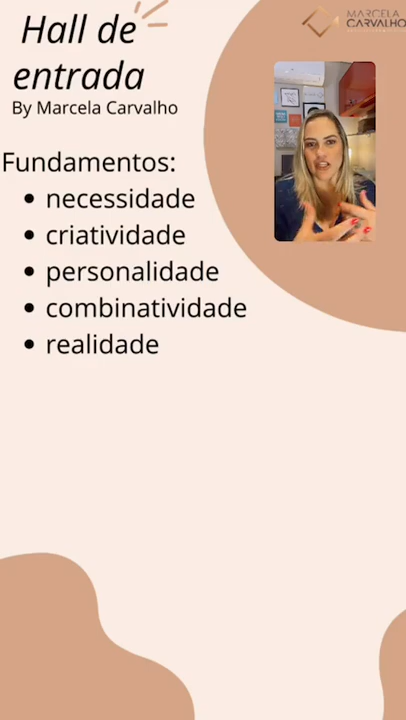 Hall de
entrada
By Marcela Carvalho
MARCELA
CARVALHO
Fundamentos:
necessidade
criatividade
personalidade
combinatividade
realidade